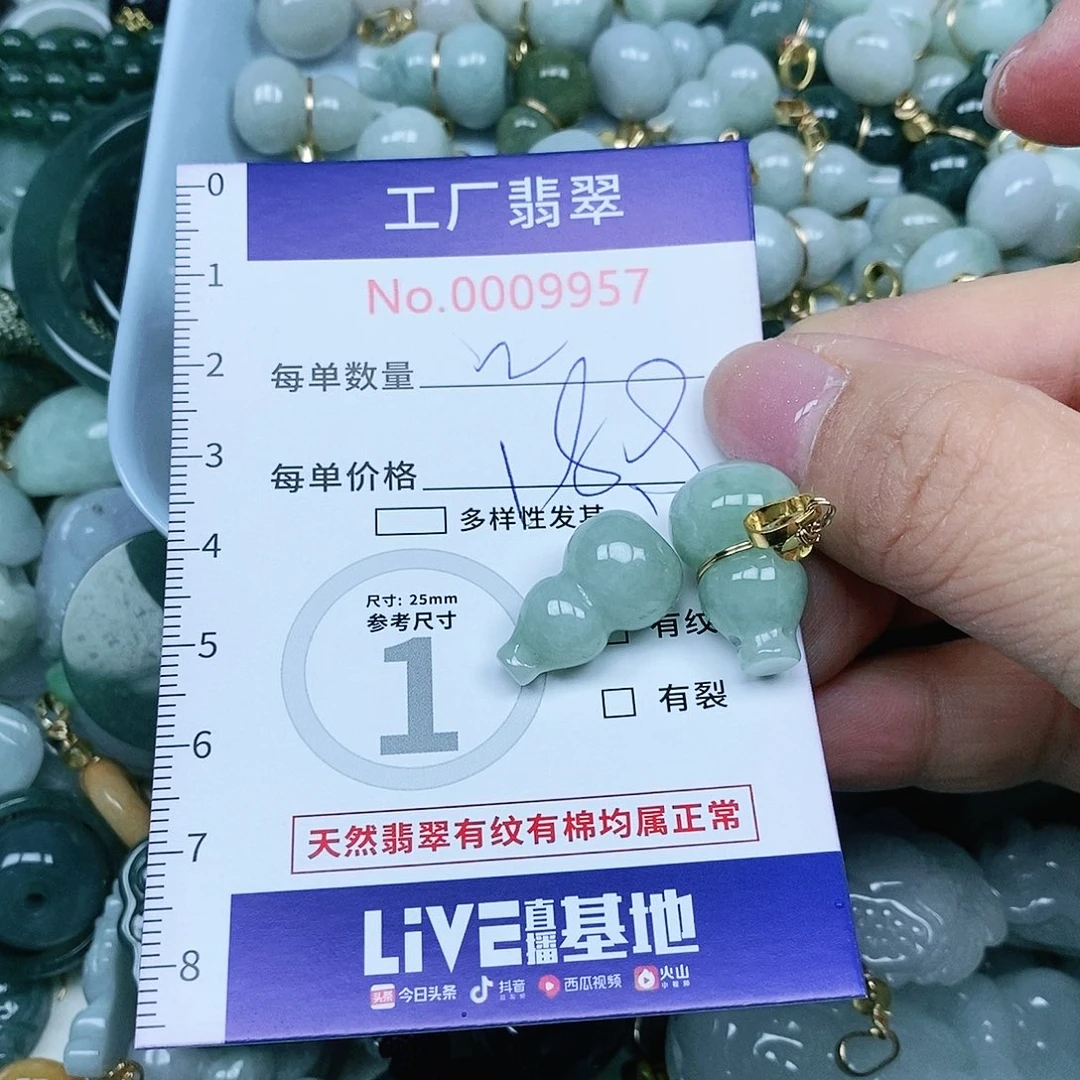 0
工厂翡翠
1
No.0009957
2
每单数量
3
每单价格
多样性发
4
尺寸: 25mm
参考尺寸
5
1
有纹
有裂
6
7
天然翡翠有纹有棉均属正常
LiVE直播基地
8
头条 今日头条 抖音 西瓜视频 火山